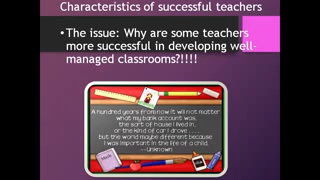 Characteristics of successful teachers
•The issue: Why are some teachers
more successful in developing well-
managed classrooms?!!!!
A hundred years from now it will not matter
what my bank account was,
the sort of house I lived in,
or the kind of car I drove . . .
but the world maybe different because
I was important in the life of a child.
--Unknown